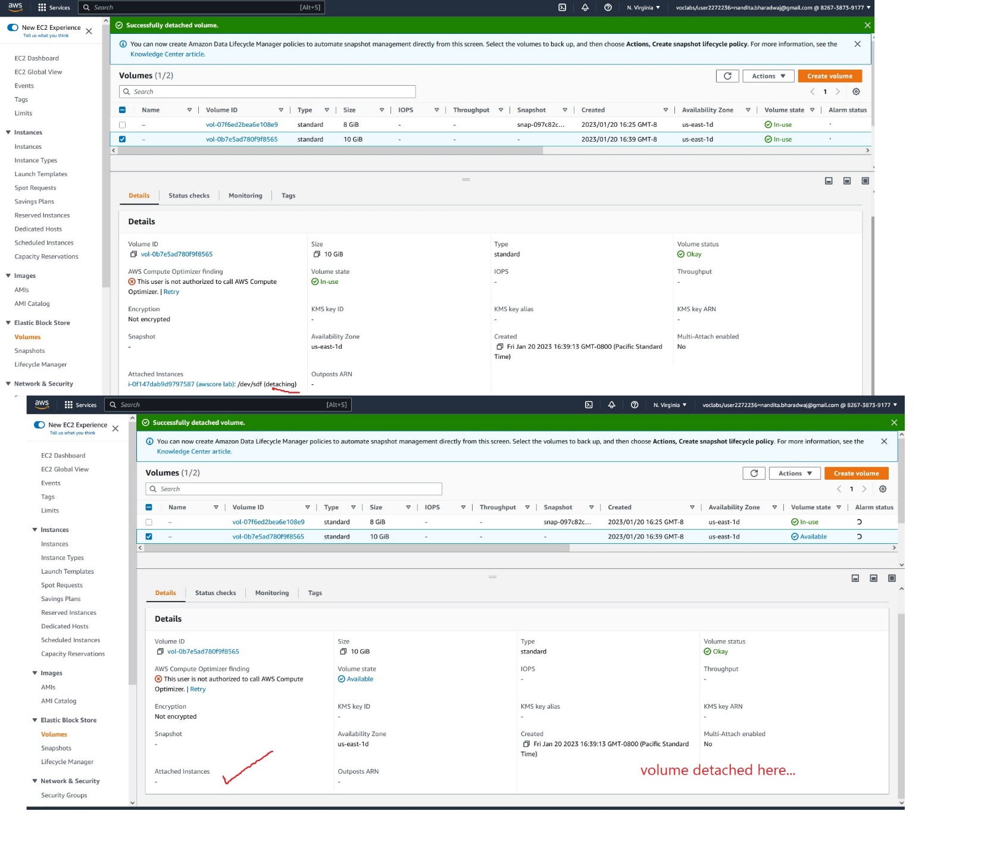 aws Services Search [Alt+S] N. Virginia voclabs/user2272236=nandita.bharadwaj@gmail.com @ 8267-3873-9177
New EC2 Experience
Tell us what you think
EC2 Dashboard
EC2 Global View
Events
Tags
Limits
Instances
Instances
Instance Types
Launch Templates
Spot Requests
Savings Plans
Reserved Instances
Dedicated Hosts
Scheduled Instances
Capacity Reservations
Images
AMIs
AMI Catalog
Elastic Block Store
Volumes
Snapshots
Lifecycle Manager
Network & Security
Successfully detached volume.
You can now create Amazon Data Lifecycle Manager policies to automate snapshot management directly from this screen. Select the volumes to back up, and then choose Actions, Create snapshot lifecycle policy. For more information, see the
Knowledge Center article.
Volumes (1/2) Actions Create volume
Search 1
Name Volume ID Type Size IOPS Throughput Snapshot Created Availability Zone Volume state Alarm status
– vol-07f6ed2bea6e108e9 standard 8 GiB - - snap-097c82c... 2023/01/20 16:25 GMT-8 us-east-1d In-use
– vol-0b7e5ad780f9f8565 standard 10 GiB - - - 2023/01/20 16:39 GMT-8 us-east-1d In-use
Details Status checks Monitoring Tags
Details
Volume ID Size Type Volume status
vol-0b7e5ad780f9f8565 10 GiB standard Okay
AWS Compute Optimizer finding Volume state IOPS Throughput
This user is not authorized to call AWS Compute In-use - -
Optimizer. | Retry
Encryption KMS key ID KMS key alias KMS key ARN
Not encrypted - - -
Snapshot Availability Zone Created Multi-Attach enabled
- us-east-1d Fri Jan 20 2023 16:39:13 GMT-0800 (Pacific Standard No
Time)
Attached Instances Outposts ARN
i-0f147dab9d9797587 (awscore lab): /dev/sdf (detaching) -
aws Services Search [Alt+S] N. Virginia voclabs/user2272236=nandita.bharadwaj@gmail.com @ 8267-3873-9177
New EC2 Experience
Tell us what you think
EC2 Dashboard
EC2 Global View
Events
Tags
Limits
Instances
Instances
Instance Types
Launch Templates
Spot Requests
Savings Plans
Reserved Instances
Dedicated Hosts
Scheduled Instances
Capacity Reservations
Images
AMIs
AMI Catalog
Elastic Block Store
Volumes
Snapshots
Lifecycle Manager
Network & Security
Security Groups
Successfully detached volume.
You can now create Amazon Data Lifecycle Manager policies to automate snapshot management directly from this screen. Select the volumes to back up, and then choose Actions, Create snapshot lifecycle policy. For more information, see the
Knowledge Center article.
Volumes (1/2) Actions Create volume
Search 1
Name Volume ID Type Size IOPS Throughput Snapshot Created Availability Zone Volume state Alarm status
– vol-07f6ed2bea6e108e9 standard 8 GiB - - snap-097c82c... 2023/01/20 16:25 GMT-8 us-east-1d In-use
– vol-0b7e5ad780f9f8565 standard 10 GiB - - - 2023/01/20 16:39 GMT-8 us-east-1d Available
Details Status checks Monitoring Tags
Details
Volume ID Size Type Volume status
vol-0b7e5ad780f9f8565 10 GiB standard Okay
AWS Compute Optimizer finding Volume state IOPS Throughput
This user is not authorized to call AWS Compute Available - -
Optimizer. | Retry
Encryption KMS key ID KMS key alias KMS key ARN
Not encrypted - - -
Snapshot Availability Zone Created Multi-Attach enabled
- us-east-1d Fri Jan 20 2023 16:39:13 GMT-0800 (Pacific Standard No
Time)
Attached Instances Outposts ARN
- -
volume detached here...